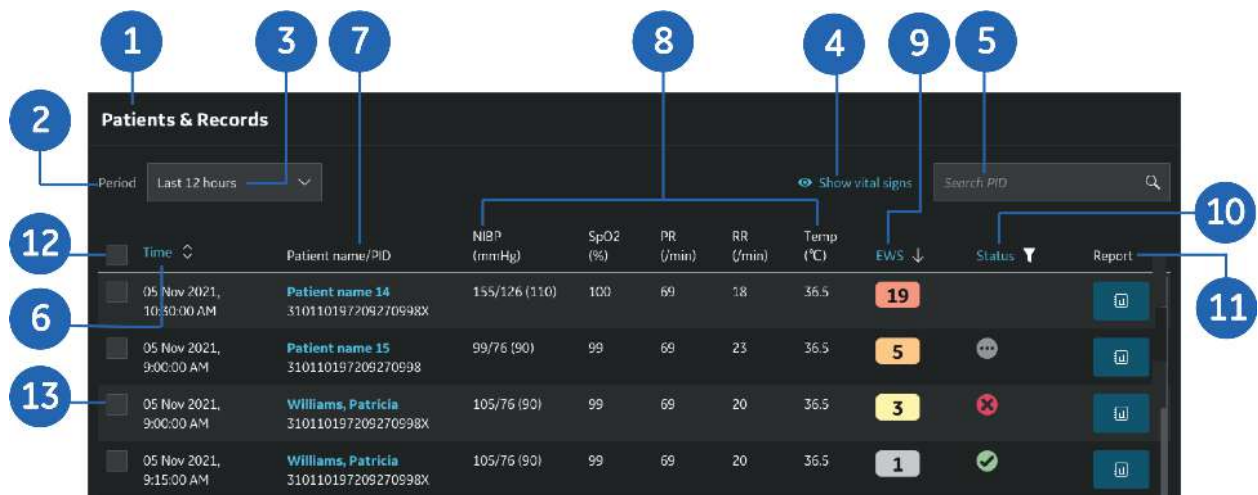 1 3 7 8 4 9 5
Patients & Records
2
Period Last 12 hours Show vital signs Search PID
10
12
NIBP SpO2 PR RR Temp
Time Patient name/PID (mmHg) (%) (/min) (/min) (°C) EWS Status Report
6
11
05 Nov 2021, Patient name 14 155/126 (110) 100 69 18 36.5 19
10:30:00 AM 310110197209270998X
05 Nov 2021, Patient name 15 99/76 (90) 99 69 23 36.5 5
9:00:00 AM 310110197209270998
13
05 Nov 2021, Williams, Patricia 105/76 (90) 99 69 20 36.5 3
9:00:00 AM 310110197209270998X
05 Nov 2021, Williams, Patricia 105/76 (90) 99 69 20 36.5 1
9:15:00 AM 310110197209270998X